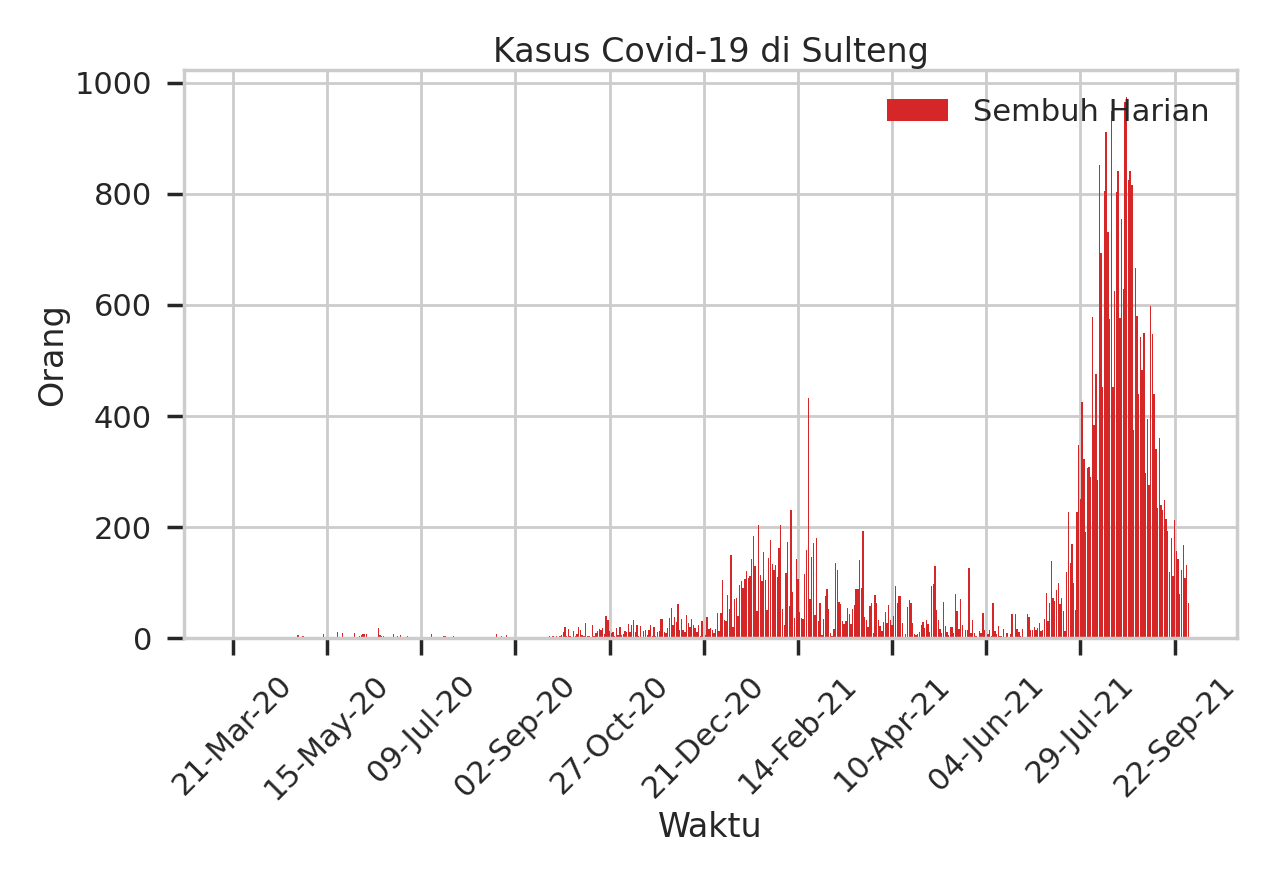 Kasus Covid-19 di Sulteng
Sembuh Harian
Orang
1000
800
600
400
200
0
21-Mar-20
15-May-20
09-Jul-20
02-Sep-20
27-Oct-20
21-Dec-20
14-Feb-21
10-Apr-21
04-Jun-21
29-Jul-21
22-Sep-21
Waktu